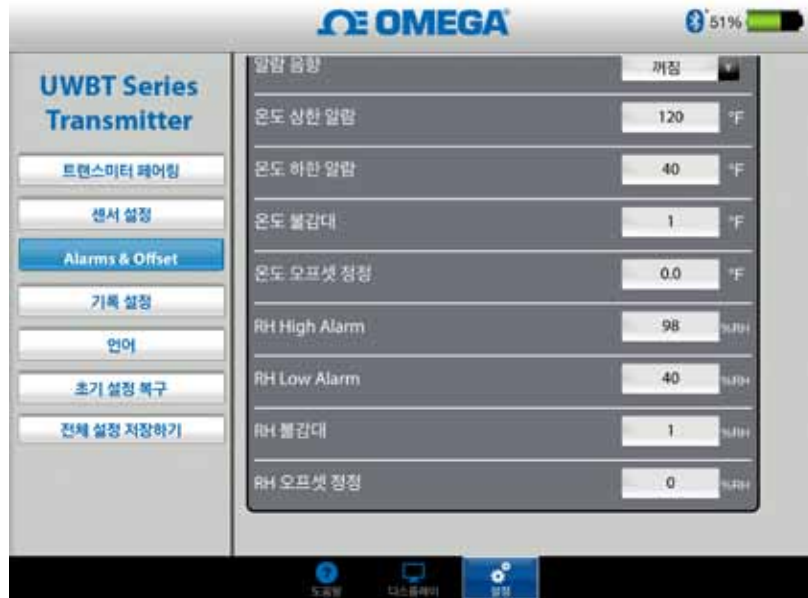 OMEGA
51%
UWBT Series
Transmitter
트랜스미터 페어링
센서 설정
Alarms & Offset
기록 설정
언어
초기 설정 복구
전체 설정 저장하기
알람 음향 꺼짐
온도 상한 알람 120 °F
온도 하한 알람 40 °F
온도 불감대 1 °F
온도 오프셋 정정 0.0 °F
RH High Alarm 98 %RH
RH Low Alarm 40 %RH
RH 불감대 1 %RH
RH 오프셋 정정 0 %RH
도움말 디스플레이 설정